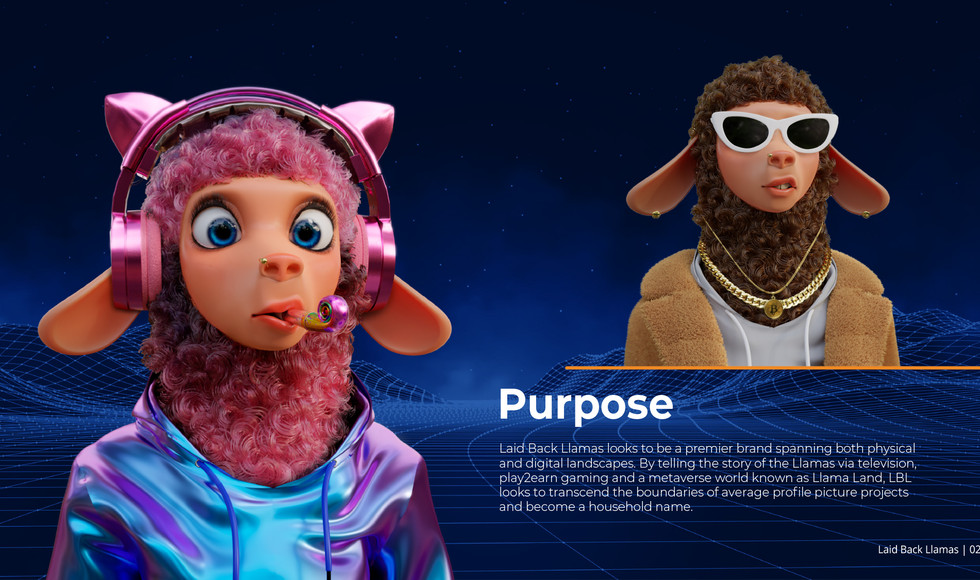 Purpose
Laid Back Llamas looks to be a premier brand spanning both physical
and digital landscapes. By telling the story of the Llamas via television,
play2earn gaming and a metaverse world known as Llama Land, LBL
looks to transcend the boundaries of average profile picture projects
and become a household name.
Laid Back Llamas | 02